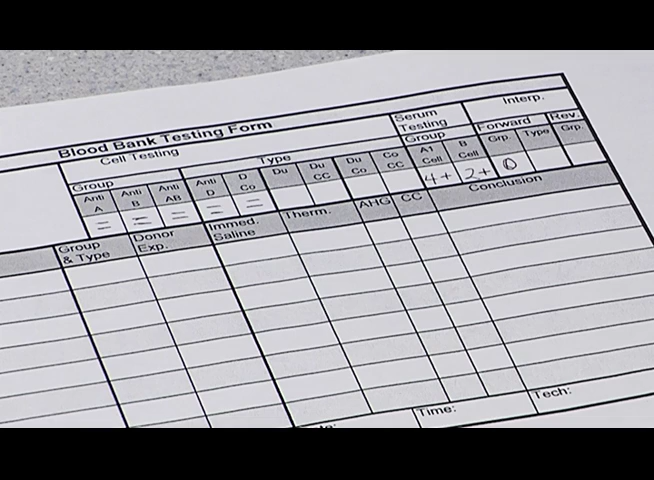 Blood Bank Testing Form
Cell Testing Serum Testing Interp.
Group Type Group Forward Rev.
Anti A Anti B Anti AB Anti D D Co Du Du CC Du Co Co CC A1 Cell B Cell Grp. Type Grp.
= = = = = 4+ 2+ O
Group & Type Donor Exp. Immed. Saline Therm. AHG CC Conclusion
Time: Tech: